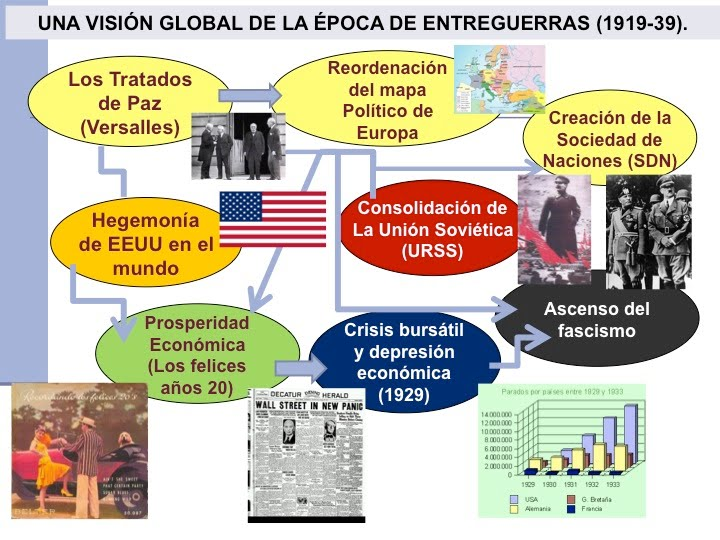 UNA VISIÓN GLOBAL DE LA ÉPOCA DE ENTREGUERRAS (1919-39).
Los Tratados
de Paz
(Versalles)
Reordenación
del mapa
Político de
Europa
Creación de la
Sociedad de
Naciones (SDN)
Hegemonía
de EEUU en el
mundo
Consolidación de
La Unión Soviética
(URSS)
Prosperidad
Económica
(Los felices
años 20)
Crisis bursátil
y depresión
económica
(1929)
Ascenso del
fascismo
Recordando los felices 20's
DECATUR HERALD
WALL STREET IN NEW PANIC
Parados por países entre 1929 y 1933
14.000.000
12.000.000
10.000.000
8.000.000
6.000.000
4.000.000
2.000.000
0
1929 1930 1931 1932 1933
USA
G. Bretaña
Alemania
Francia